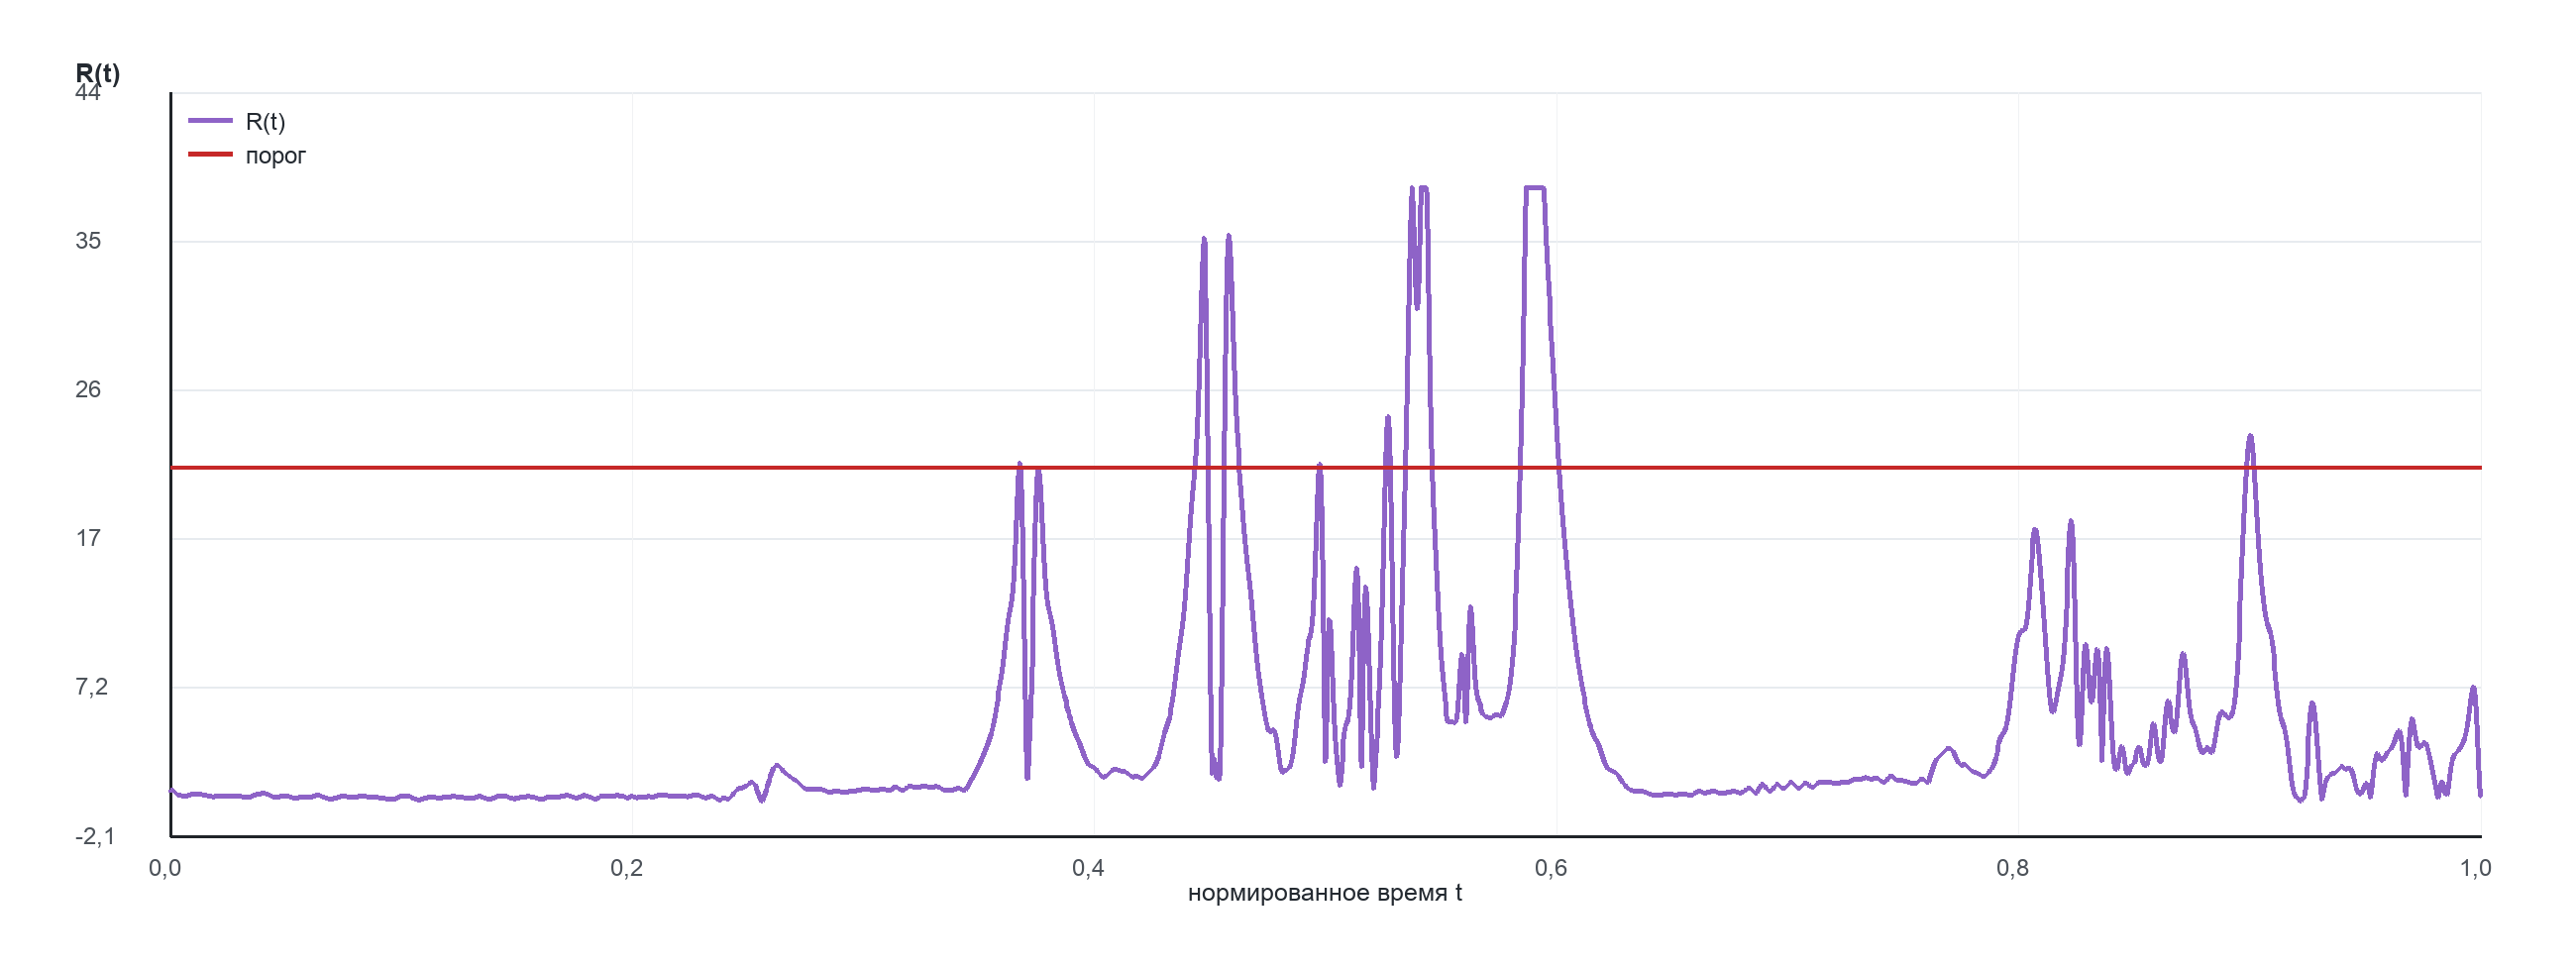 R(t)
44
R(t)
порог
35
26
17
7,2
-2,1
0,0 0,2 0,4 0,6 0,8 1,0
нормированное время t